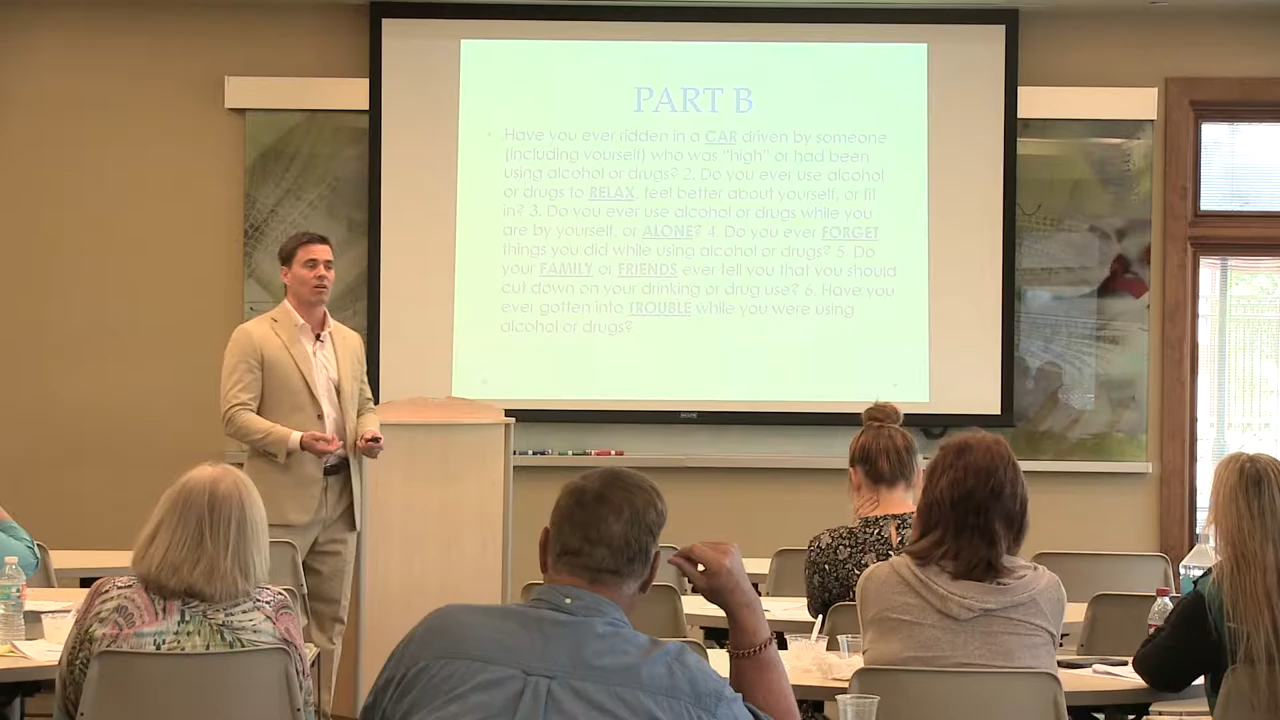 PART B
• .Have you ever ridden in a CAR driven by someone
(including yourself) who was "high" or had been
using alcohol or drugs? 2. Do you ever use alcohol
or drugs to RELAX, feel better about yourself, or fit
in? 3. Do you ever use alcohol or drugs while you
are by yourself, or ALONE? 4. Do you ever FORGET
things you did while using alcohol or drugs? 5. Do
your FAMILY or FRIENDS ever tell you that you should
cut down on your drinking or drug use? 6. Have you
ever gotten into TROUBLE while you were using
alcohol or drugs?